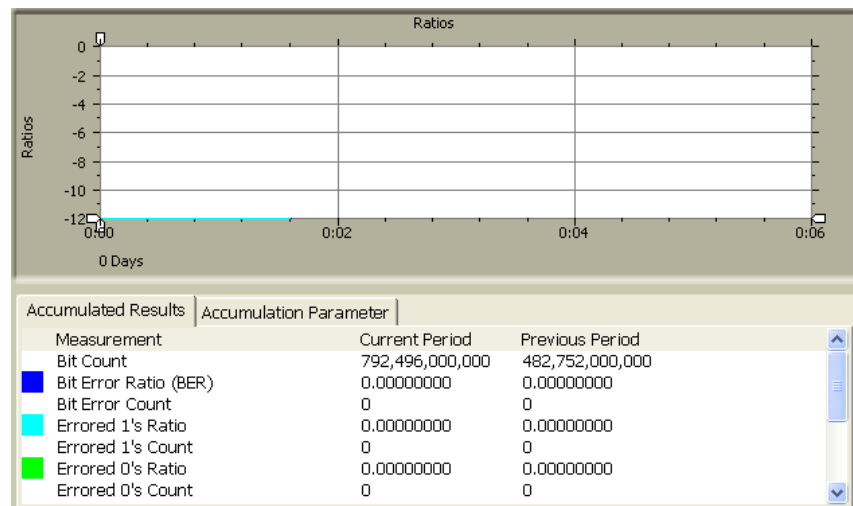 Ratios
0
-2
-4
-6
-8
-10
-12
Ratios
0:00 0:02 0:04 0:06
0 Days
Accumulated Results Accumulation Parameter
Measurement Current Period Previous Period
Bit Count 792,496,000,000 482,752,000,000
Bit Error Ratio (BER) 0.00000000 0.00000000
Bit Error Count 0 0
Errored 1's Ratio 0.00000000 0.00000000
Errored 1's Count 0 0
Errored 0's Ratio 0.00000000 0.00000000
Errored 0's Count 0 0